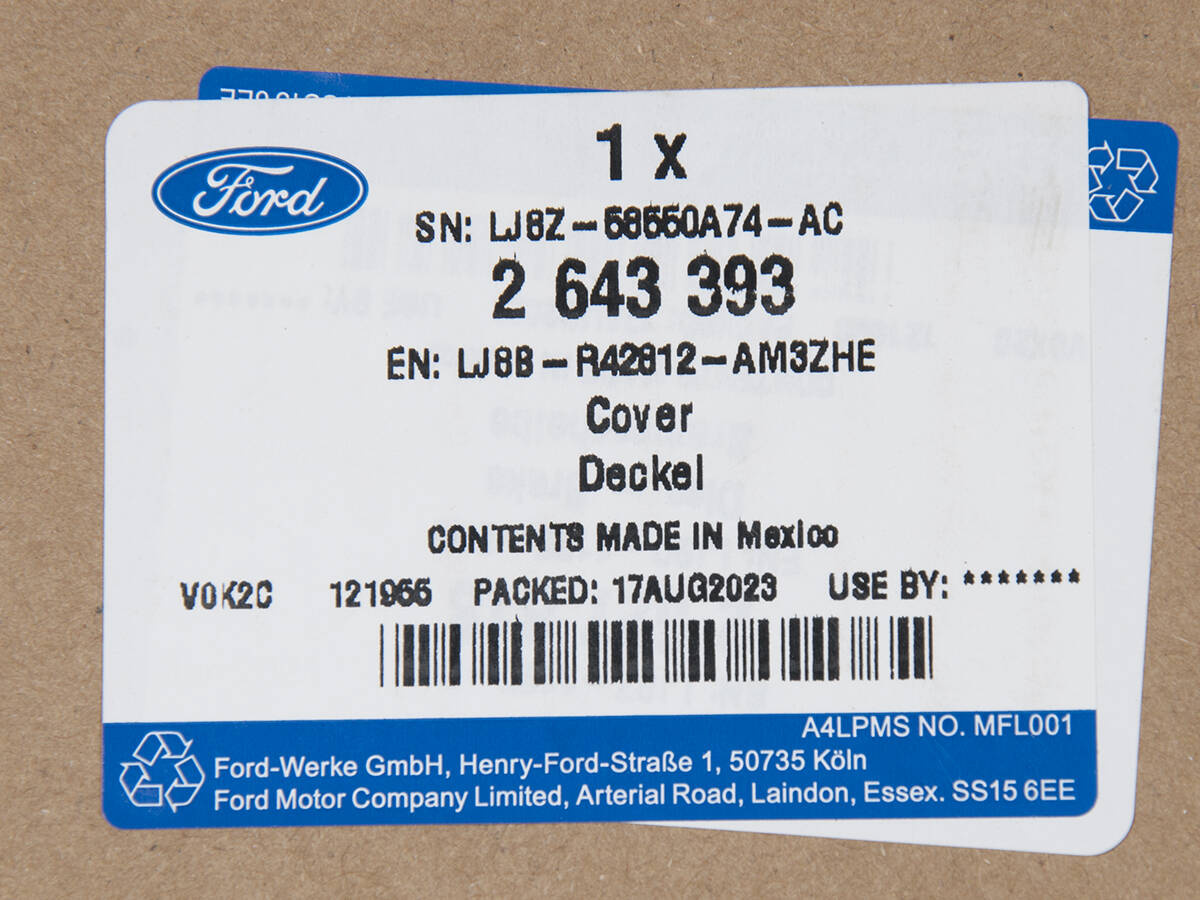 1 x
Ford
SN: LJ8Z-58550A74-AC
2 643 393
EN: LJ8B-R42812-AM3ZHE
Cover
Deckel
CONTENTS MADE IN Mexico
V0K2C 121955 PACKED: 17AUG2023 USE BY: *******
A4LPMS NO. MFL001
Ford-Werke GmbH, Henry-Ford-Straße 1, 50735 Köln
Ford Motor Company Limited, Arterial Road, Laindon, Essex. SS15 6EE